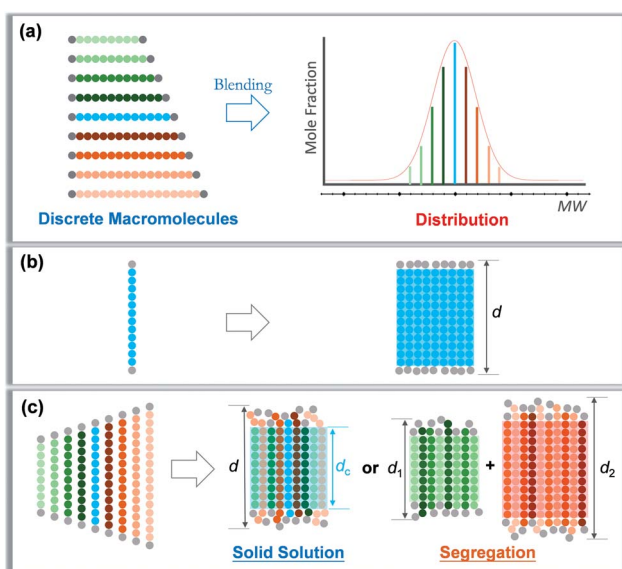 (a)
Blending
Mole Fraction
MW
Discrete Macromolecules
Distribution
(b)
d
(c)
d
dc
or
d1
+
d2
Solid Solution
Segregation